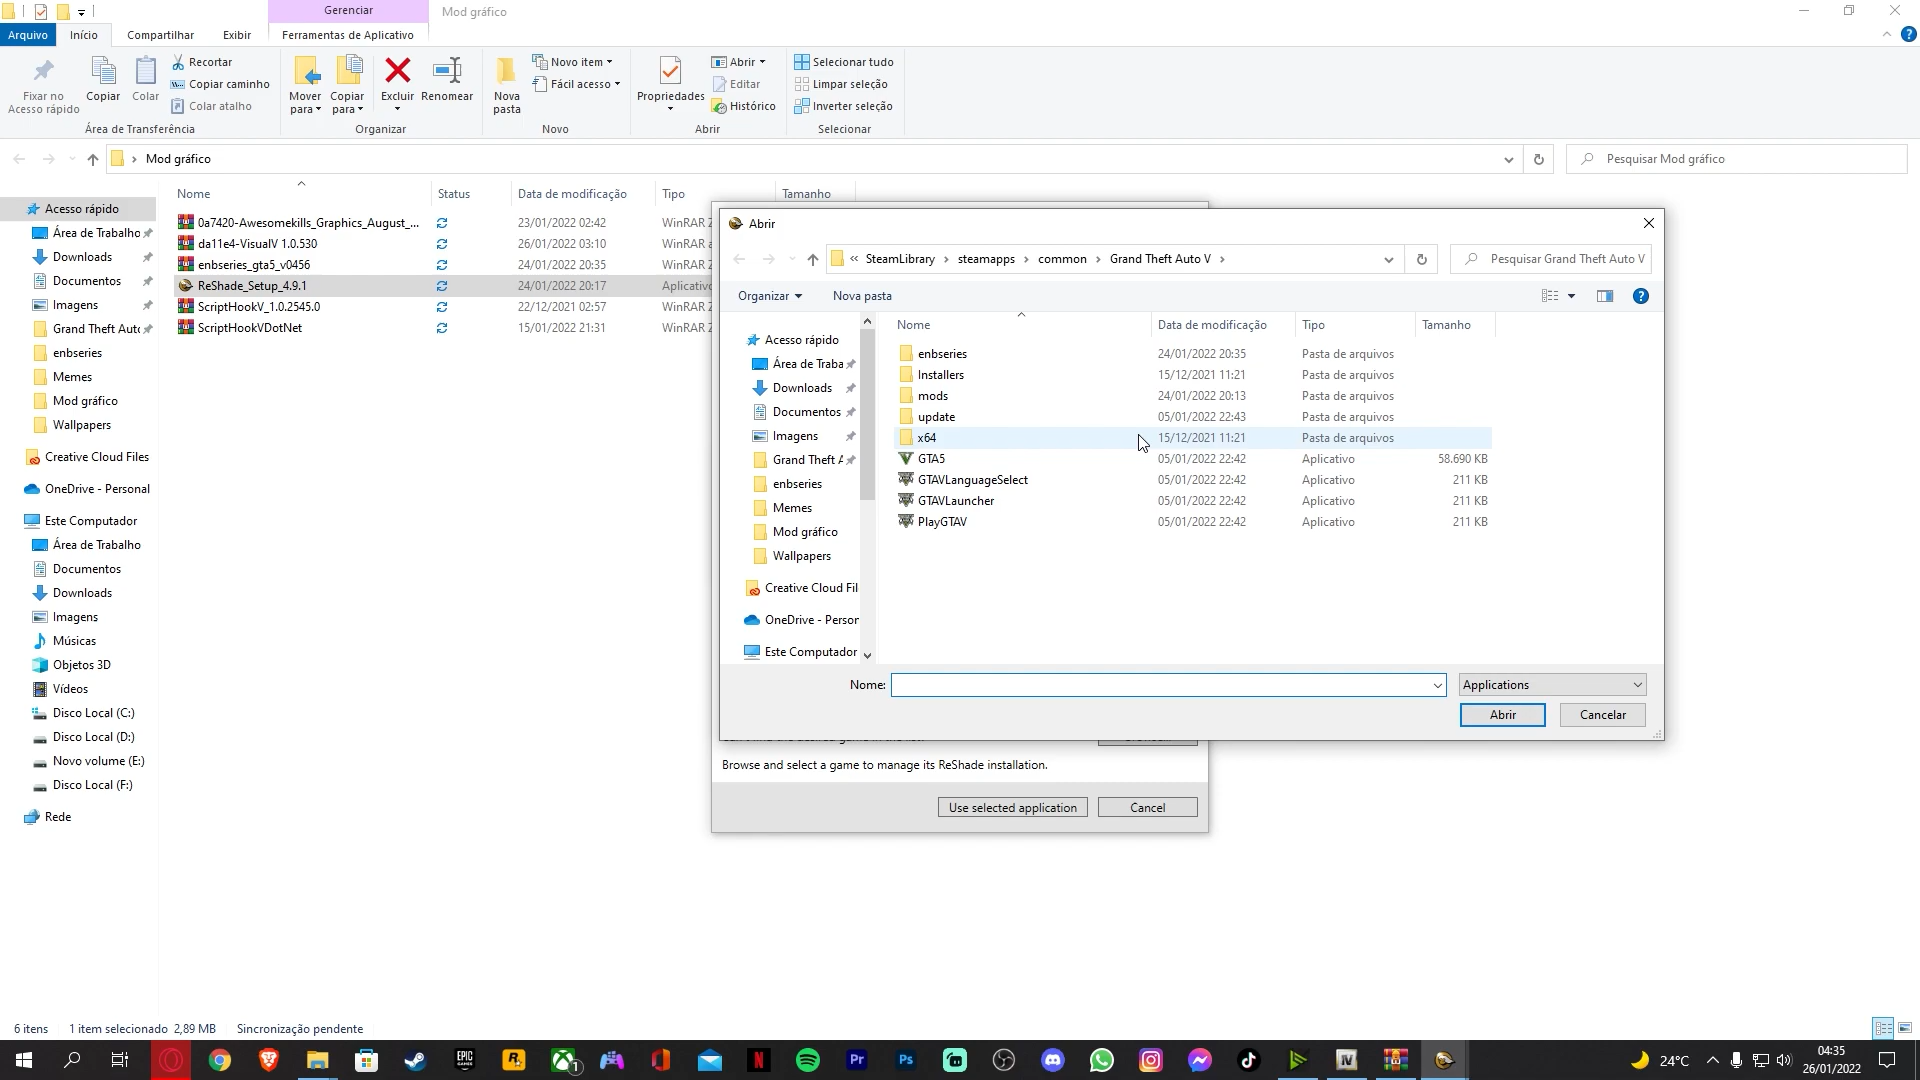 Gerenciar
Mod gráfico
Arquivo
Início
Compartilhar
Exibir
Ferramentas de Aplicativo
Fixar no
Acesso rápido
Copiar
Colar
Recortar
Copiar caminho
Colar atalho
Área de Transferência
Mover
para
Copiar
para
Excluir
Renomear
Organizar
Nova
pasta
Novo item
Fácil acesso
Novo
Propriedades
Abrir
Editar
Histórico
Abrir
Selecionar tudo
Limpar seleção
Inverter seleção
Selecionar
Mod gráfico
Pesquisar Mod gráfico
Nome
Status
Data de modificação
Tipo
Tamanho
0a7420-Awesomekills_Graphics_August_... 23/01/2022 02:42 WinRAR Z
da11e4-VisualV 1.0.530 26/01/2022 03:10 WinRAR a
enbseries_gta5_v0456 24/01/2022 20:35 WinRAR Z
ReShade_Setup_4.9.1 24/01/2022 20:17 Aplicativo
ScriptHookV_1.0.2545.0 22/12/2021 02:57 WinRAR Z
ScriptHookVDotNet 15/01/2022 21:31 WinRAR Z
Acesso rápido
Área de Trabalho
Downloads
Documentos
Imagens
Grand Theft Auto
enbseries
Memes
Mod gráfico
Wallpapers
Creative Cloud Files
OneDrive - Personal
Este Computador
Área de Trabalho
Documentos
Downloads
Imagens
Músicas
Objetos 3D
Vídeos
Disco Local (C:)
Disco Local (D:)
Novo volume (E:)
Disco Local (F:)
Rede
Abrir
« SteamLibrary › steamapps › common › Grand Theft Auto V ›
Pesquisar Grand Theft Auto V
Organizar
Nova pasta
Acesso rápido
Área de Traba
Downloads
Documentos
Imagens
Grand Theft A
enbseries
Memes
Mod gráfico
Wallpapers
Creative Cloud Fil
OneDrive - Person
Este Computador
Nome Data de modificação Tipo Tamanho
enbseries 24/01/2022 20:35 Pasta de arquivos
Installers 15/12/2021 11:21 Pasta de arquivos
mods 24/01/2022 20:13 Pasta de arquivos
update 05/01/2022 22:43 Pasta de arquivos
x64 15/12/2021 11:21 Pasta de arquivos
GTA5 05/01/2022 22:42 Aplicativo 58.690 KB
GTAVLanguageSelect 05/01/2022 22:42 Aplicativo 211 KB
GTAVLauncher 05/01/2022 22:42 Aplicativo 211 KB
PlayGTAV 05/01/2022 22:42 Aplicativo 211 KB
Nome:
Applications
Abrir
Cancelar
Browse and select a game to manage its ReShade installation.
Use selected application
Cancel
6 itens
1 item selecionado 2,89 MB
Sincronização pendente
EPIC
GAMES
Pr
Ps
IV
24°C
04:35
26/01/2022